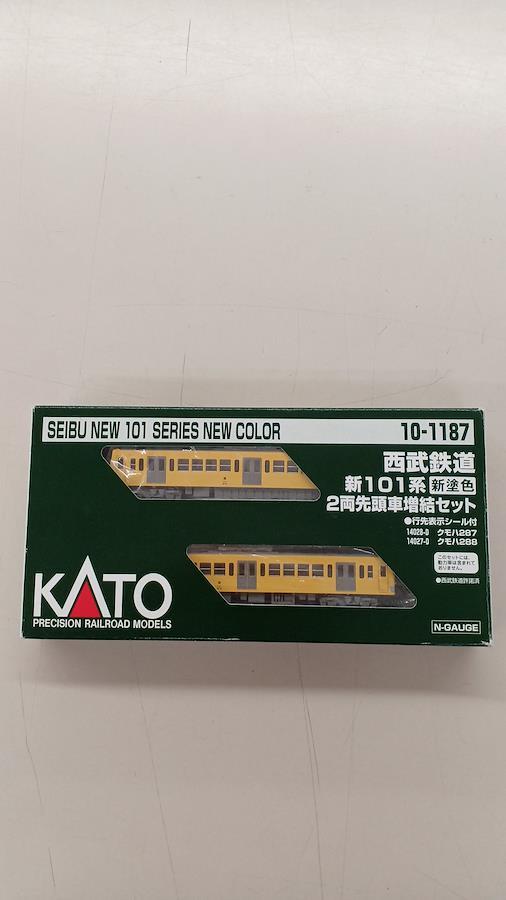 SEIBU NEW 101 SERIES NEW COLOR
10-1187
西武鉄道
新101系 新塗色
2両先頭車増結セット
●行先表示シール付
14028-0 クモハ287
14027-0 クモハ288
このセットには、
動力車は含まれて
おりません。
●西武鉄道許諾済
KATO
PRECISION RAILROAD MODELS
N-GAUGE